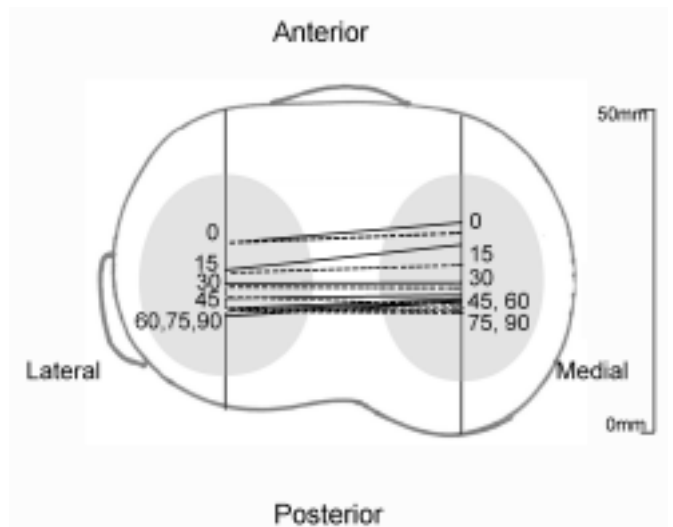 Anterior
50mm
0
0
15
15
30
30
45
45, 60
60,75,90
75, 90
Lateral
Medial
0mm
Posterior